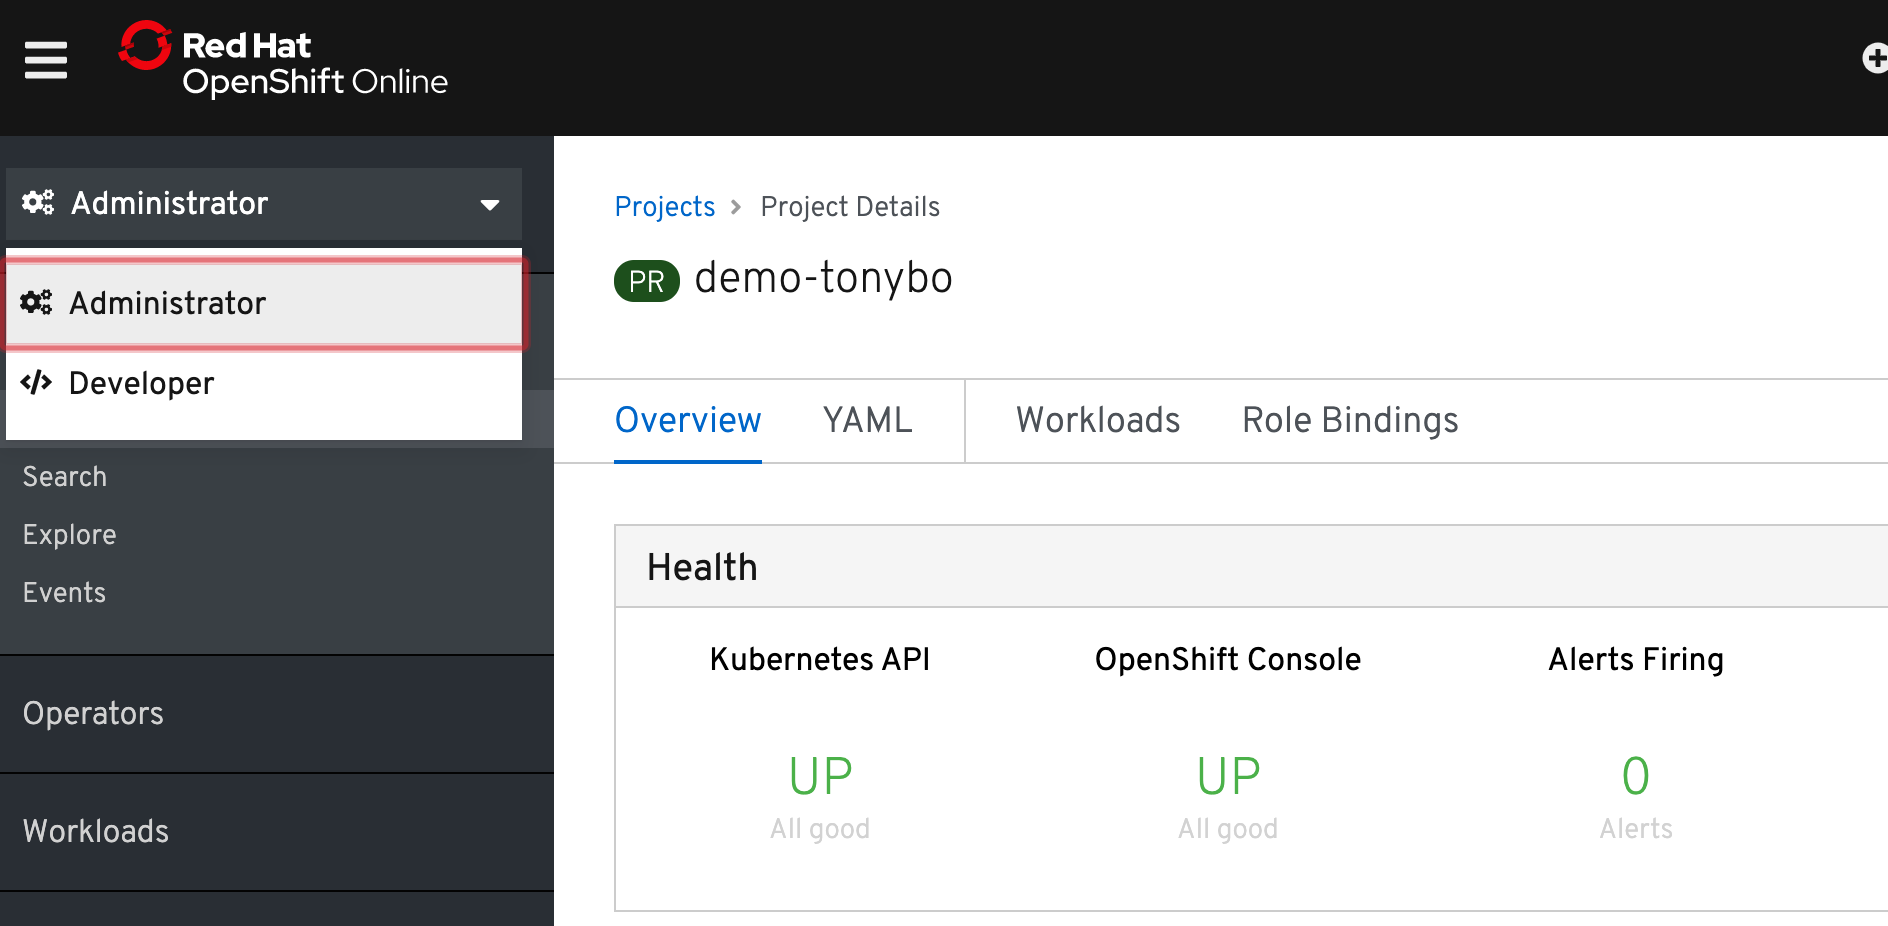 Red Hat
OpenShift Online
Administrator
Administrator
Developer
Search
Explore
Events
Operators
Workloads
Projects Project Details
PR demo-tonybo
Overview YAML Workloads Role Bindings
Health
Kubernetes API OpenShift Console Alerts Firing
UP UP 0
All good All good Alerts